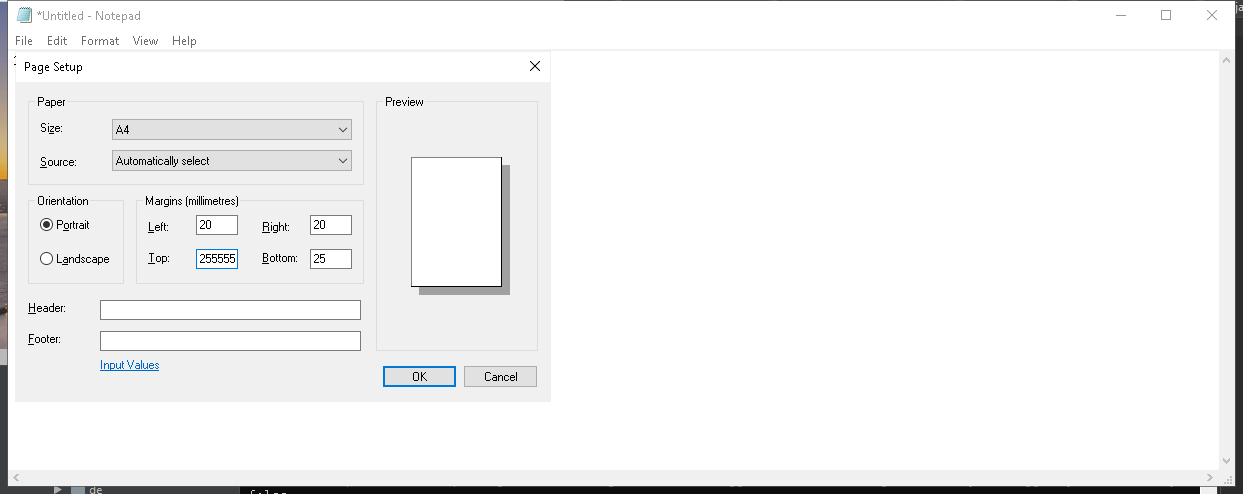 *Untitled - Notepad
File Edit Format View Help
Page Setup
Paper
Size: A4
Source: Automatically select
Preview
Orientation
Portrait
Landscape
Margins (millimetres)
Left: 20 Right: 20
Top: 255555 Bottom: 25
Header:
Footer:
Input Values
OK Cancel
de